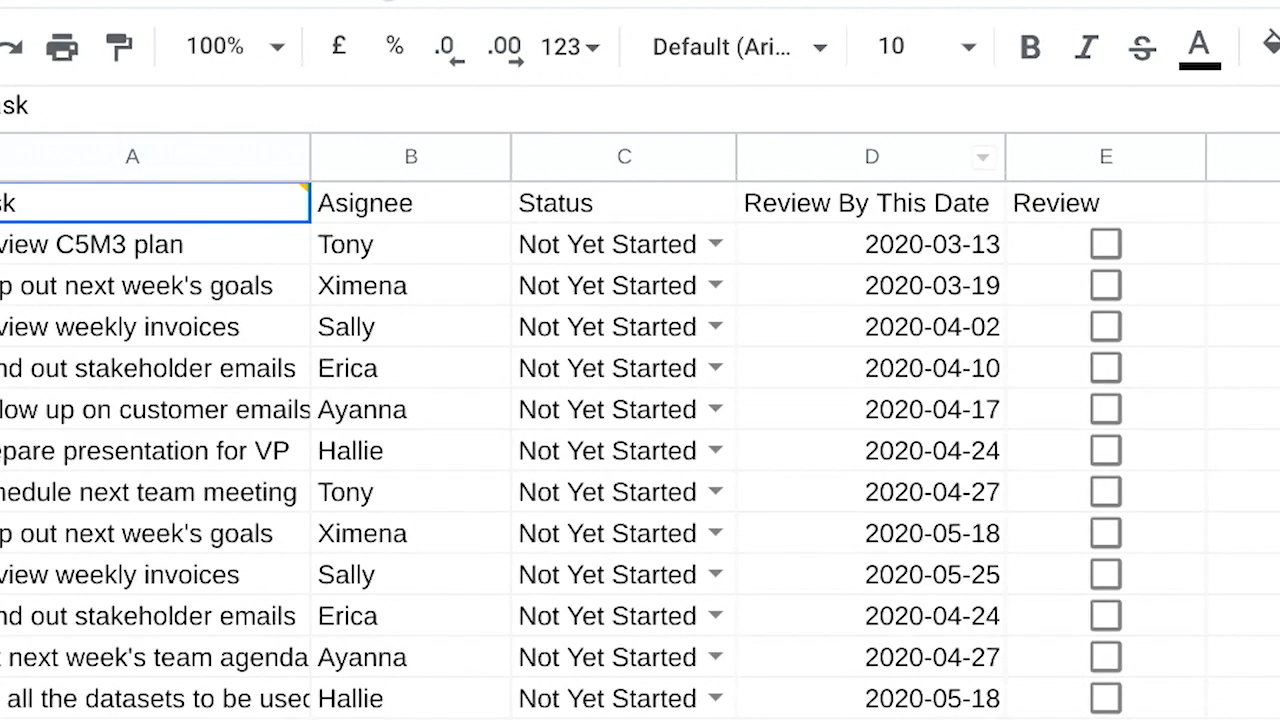 100% £ % .0 .00 123 Default (Ari... 10 B I S A
ask
A B C D E
sk Asignee Status Review By This Date Review
view C5M3 plan Tony Not Yet Started 2020-03-13
p out next week's goals Ximena Not Yet Started 2020-03-19
view weekly invoices Sally Not Yet Started 2020-04-02
nd out stakeholder emails Erica Not Yet Started 2020-04-10
low up on customer emails Ayanna Not Yet Started 2020-04-17
epare presentation for VP Hallie Not Yet Started 2020-04-24
hedule next team meeting Tony Not Yet Started 2020-04-27
p out next week's goals Ximena Not Yet Started 2020-05-18
view weekly invoices Sally Not Yet Started 2020-05-25
nd out stakeholder emails Erica Not Yet Started 2020-04-24
t next week's team agenda Ayanna Not Yet Started 2020-04-27
all the datasets to be used Hallie Not Yet Started 2020-05-18